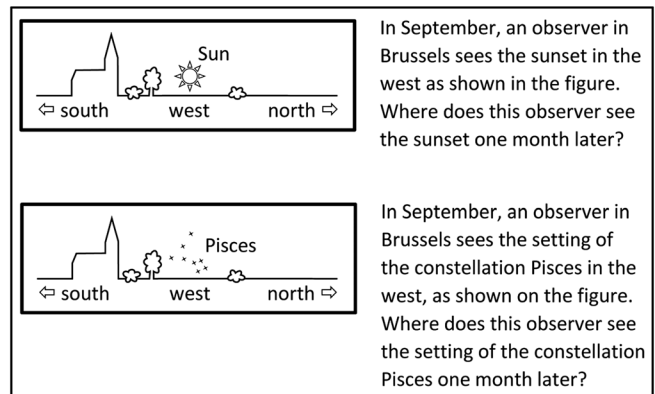 Sun
⇦ south west north ⇨
In September, an observer in
Brussels sees the sunset in the
west as shown in the figure.
Where does this observer see
the sunset one month later?
Pisces
⇦ south west north ⇨
In September, an observer in
Brussels sees the setting of
the constellation Pisces in the
west, as shown on the figure.
Where does this observer see
the setting of the constellation
Pisces one month later?